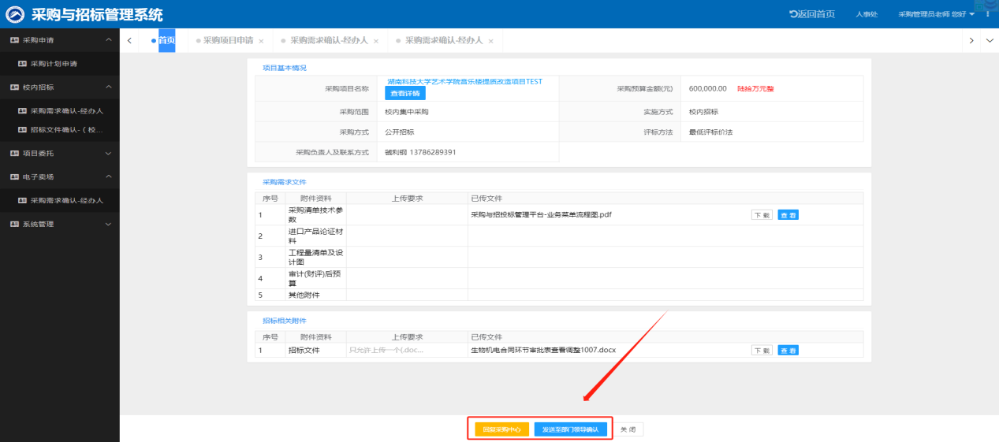 采购与招标管理系统
返回首页 人事处 采购管理员老师 您好
采购申请
采购计划申请
校内招标
采购需求确认-经办人
招标文件确认-（校...
项目委托
电子卖场
采购需求确认-经办人
系统管理
首页 采购项目申请 × 采购需求确认-经办人 × 采购需求确认-经办人 ×
项目基本情况
采购项目名称 湖南科技大学艺术学院音乐楼提质改造项目TEST 采购预算金额(元) 600,000.00 陆拾万元整
查看详情
采购范围 校内集中采购 实施方式 校内招标
采购方式 公开招标 评标方法 最低评标价法
采购负责人及联系方式 虢利钢 13786289391
采购需求文件
序号 附件资料 上传要求 已传文件
1 采购清单技术参数 采购与招投标管理平台-业务菜单流程图.pdf 下载 查看
2 进口产品论证材料
3 工程量清单及设计图
4 审计(财评)后预算
5 其他附件
招标相关附件
序号 附件资料 上传要求 已传文件
1 招标文件 只允许上传一个(.doc... 生物机电合同环节审批表查看调整1007.docx 下载 查看
回复采购中心 发送至部门领导确认 关闭